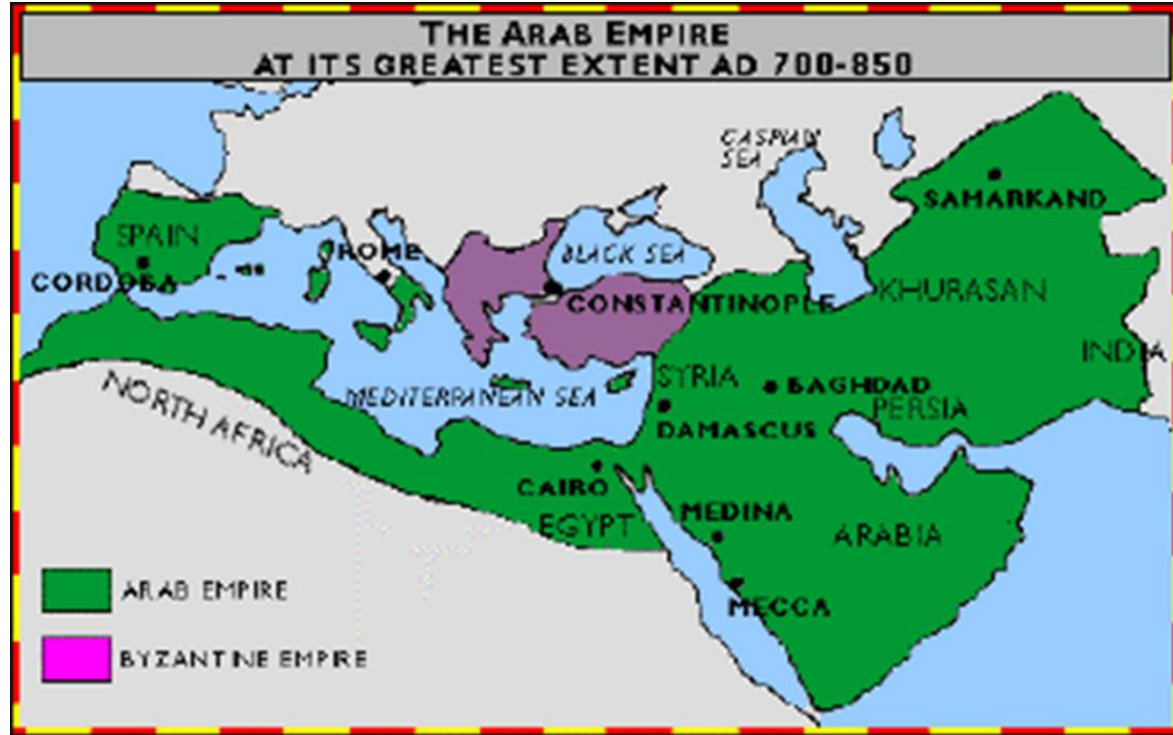 THE ARAB EMPIRE
AT ITS GREATEST EXTENT AD 700-850
CASPIAN
SEA
SAMARKAND
SPAIN
ROME
BLACK SEA
CORDOBA
CONSTANTINOPLE
KHURASAN
INDIA
SYRIA
BAGHDAD
MEDITERRANEAN SEA
PERSIA
NORTH AFRICA
DAMASCUS
CAIRO
MEDINA
EGYPT
ARABIA
MECCA
ARAB EMPIRE
BYZANTINE EMPIRE